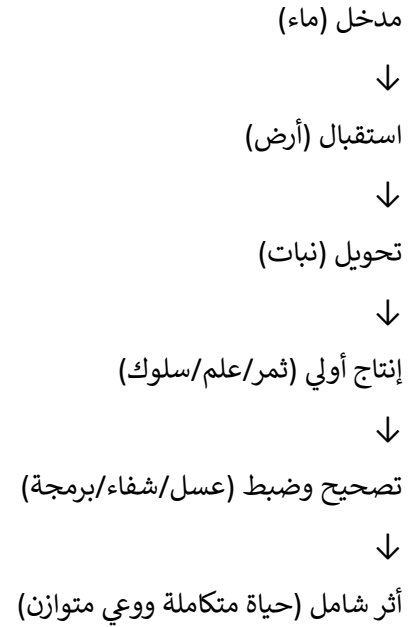 مدخل (ماء)
↓
استقبال (أرض)
↓
تحويل (نبات)
↓
إنتاج أولي (ثمر/علم/سلوك)
↓
تصحيح وضبط (عسل/شفاء/برمجة)
↓
أثر شامل (حياة متكاملة ووعي متوازن)